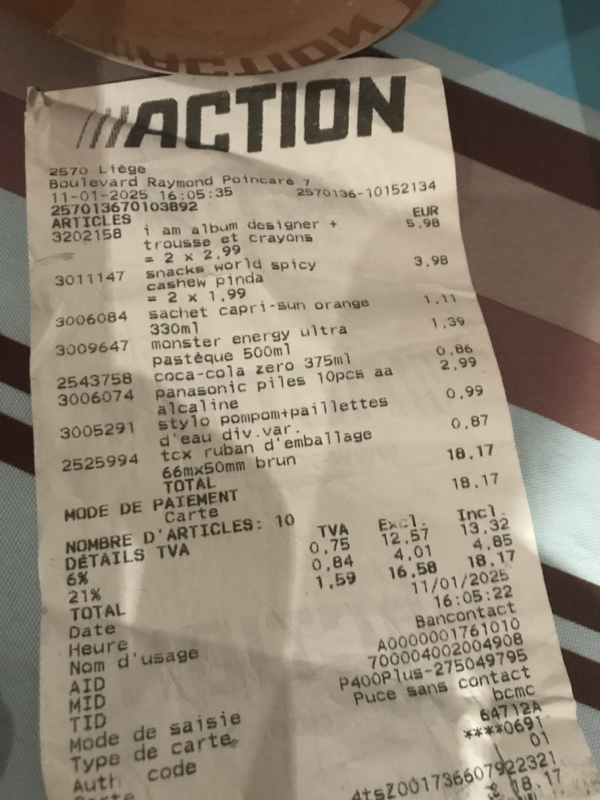 ACTION
///ACTION
2570 Liège
Boulevard Raymond Poincaré 7
11-01-2025 16:05:35 2570136-10152134
257013670103892
ARTICLES EUR
3202158 i am album designer + 5,98
trousse et crayons
= 2 x 2,99
3011147 snacks world spicy 3,98
cashew pinda
= 2 x 1,99
3006084 sachet capri-sun orange 1,11
330ml
3009647 monster energy ultra 1,39
pastèque 500ml
2543758 coca-cola zero 375ml 0,86
3006074 panasonic piles 10pcs aa 2,99
alcaline
3005291 stylo pompom+paillettes 0,99
d'eau div.var.
2525994 tcx ruban d'emballage 0,87
66mx50mm brun
TOTAL 18,17
MODE DE PAIEMENT
Carte 18,17
NOMBRE D'ARTICLES: 10
DÉTAILS TVA TVA Excl. Incl.
6% 0,75 12,57 13,32
21% 0,84 4,01 4,85
TOTAL 1,59 16,58 18,17
Date 11/01/2025
Heure 16:05:22
Nom d'usage Bancontact
AID A0000001761010
MID 700004002004908
TID P400Plus-275049795
Mode de saisie Puce sans contact
Type de carte bcmc
Auth. code 64712A
Carte ****0691
01
4tsZ001736607922321
18,17